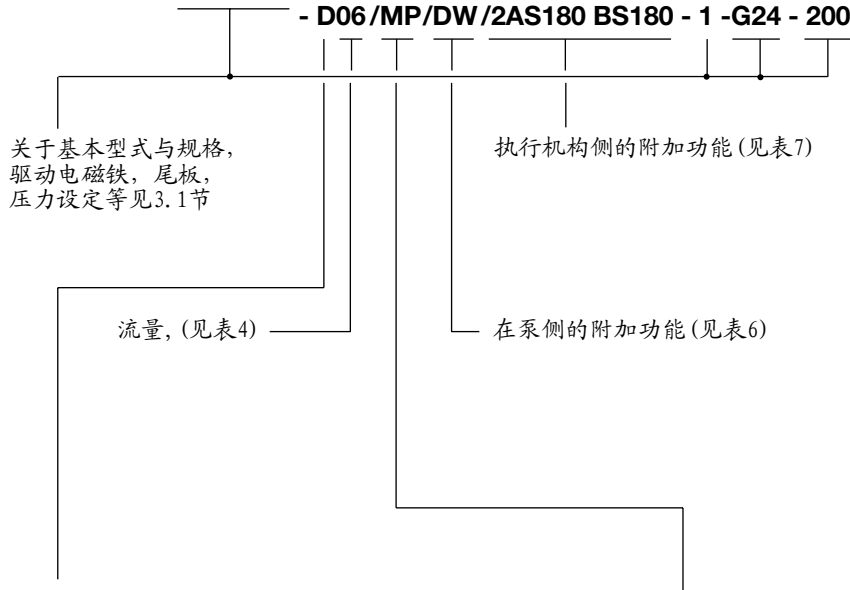 - D06/MP/DW/2AS180 BS180 - 1 -G24 - 200
关于基本型式与规格,
驱动电磁铁, 尾板,
压力设定等见3.1节
执行机构侧的附加功能(见表7)
流量, (见表4)
在泵侧的附加功能(见表6)